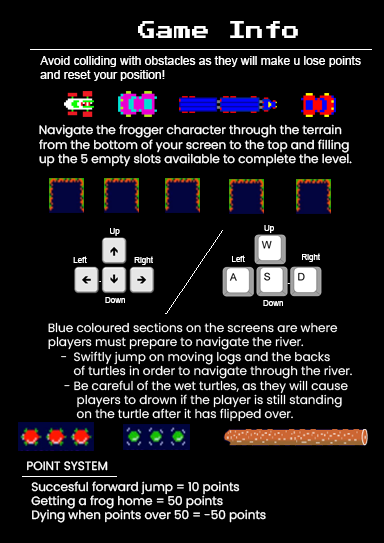 Game Info
Avoid colliding with obstacles as they will make u lose points
and reset your position!
Navigate the frogger character through the terrain
from the bottom of your screen to the top and filling
up the 5 empty slots available to complete the level.
Up
Left
Right
Down
Up
W
Left
Right
A
S
D
Down
Blue coloured sections on the screens are where
players must prepare to navigate the river.
- Swiftly jump on moving logs and the backs
of turtles in order to navigate through the river.
- Be careful of the wet turtles, as they will cause
players to drown if the player is still standing
on the turtle after it has flipped over.
POINT SYSTEM
Succesful forward jump = 10 points
Getting a frog home = 50 points
Dying when points over 50 = -50 points